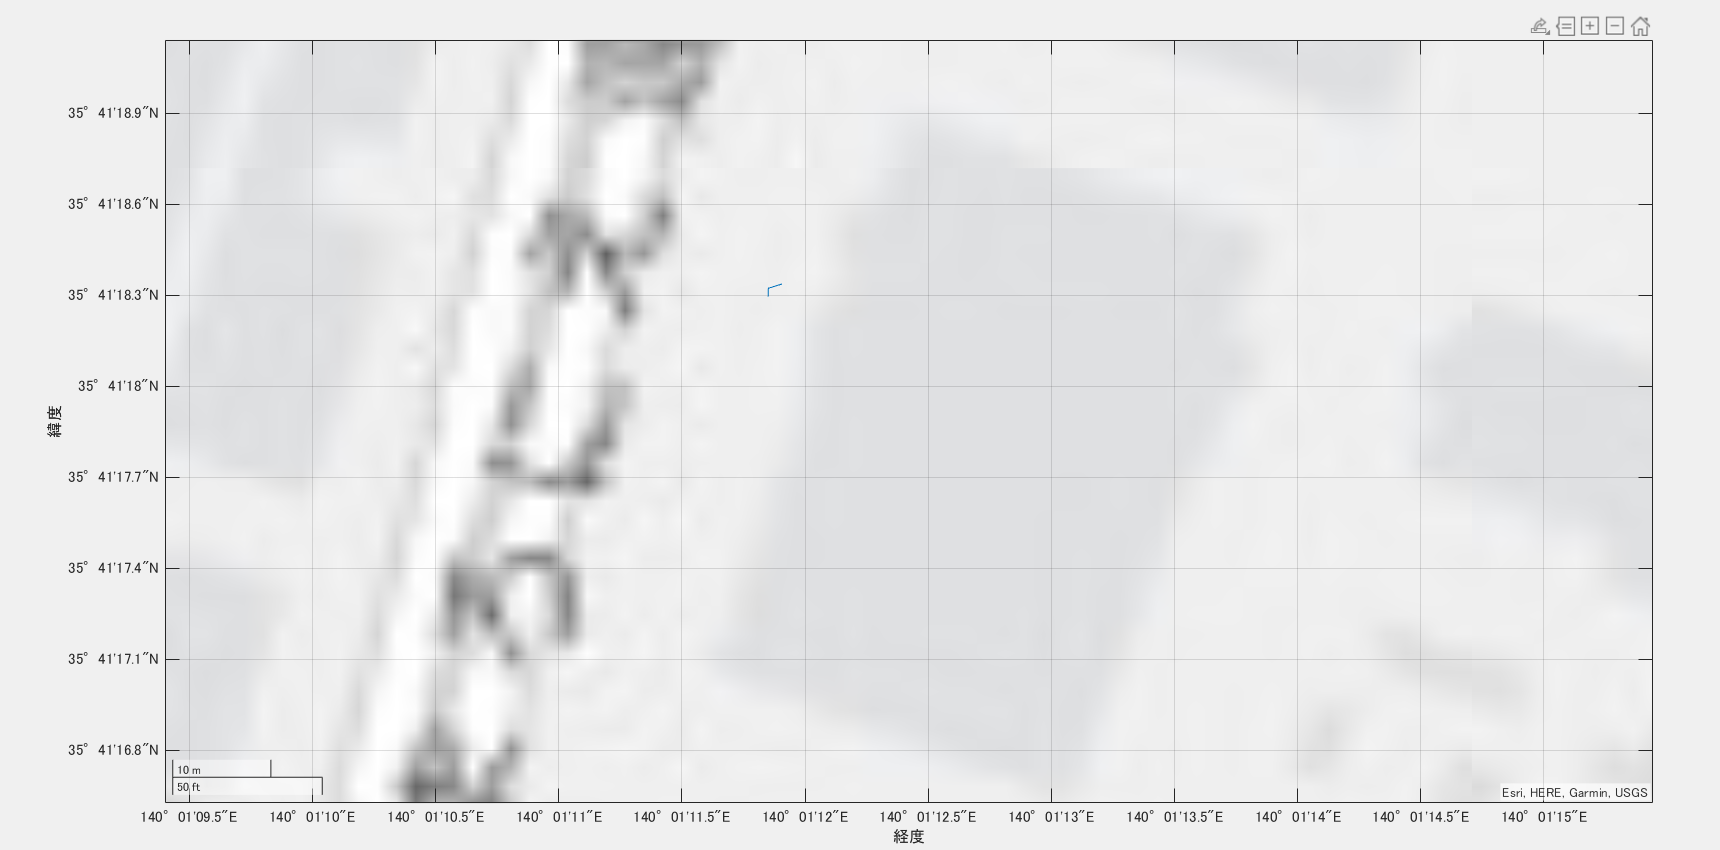 35° 41'18.9"N
35° 41'18.6"N
35° 41'18.3"N
35° 41'18"N
35° 41'17.7"N
35° 41'17.4"N
35° 41'17.1"N
35° 41'16.8"N
緯度
10 m
50 ft
Esri, HERE, Garmin, USGS
140° 01'09.5"E 140° 01'10"E 140° 01'10.5"E 140° 01'11"E 140° 01'11.5"E 140° 01'12"E 140° 01'12.5"E 140° 01'13"E 140° 01'13.5"E 140° 01'14"E 140° 01'14.5"E 140° 01'15"E
経度